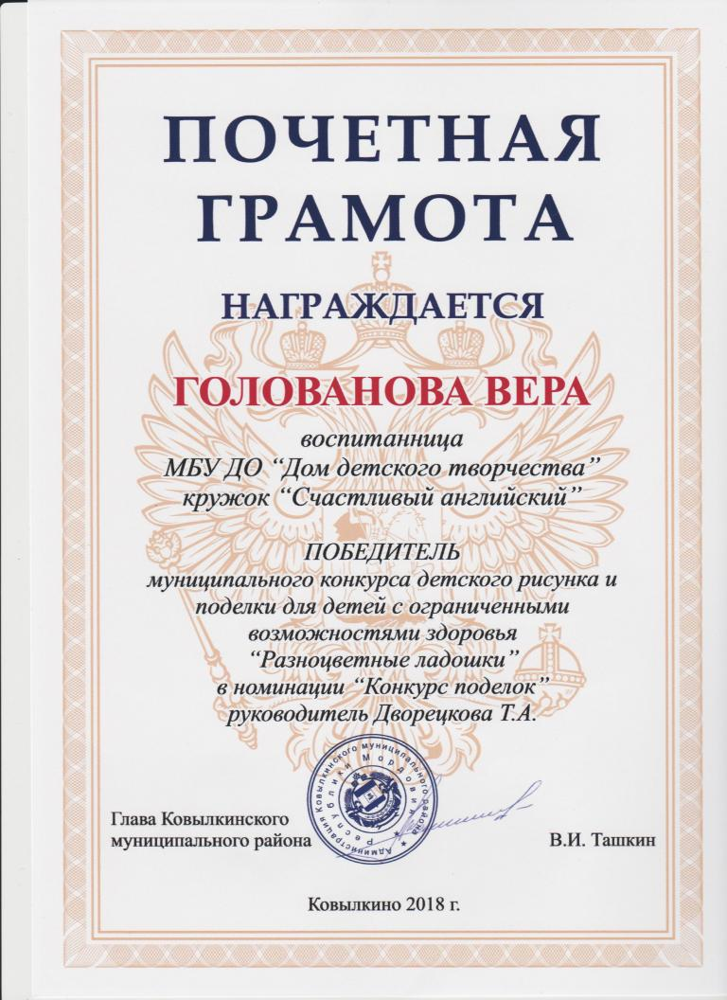 ПОЧЕТНАЯ
ГРАМОТА
НАГРАЖДАЕТСЯ
ГОЛОВАНОВА ВЕРА
воспитанница
МБУ ДО “Дом детского творчества”
кружок “Счастливый английский”
ПОБЕДИТЕЛЬ
муниципального конкурса детского рисунка и
поделки для детей с ограниченными
возможностями здоровья
“Разноцветные ладошки”
в номинации “Конкурс поделок”
руководитель Дворецкова Т.А.
Администрация Ковылкинского муниципального района
Республики Мордовия
Глава Ковылкинского
муниципального района
В.И. Ташкин
Ковылкино 2018 г.